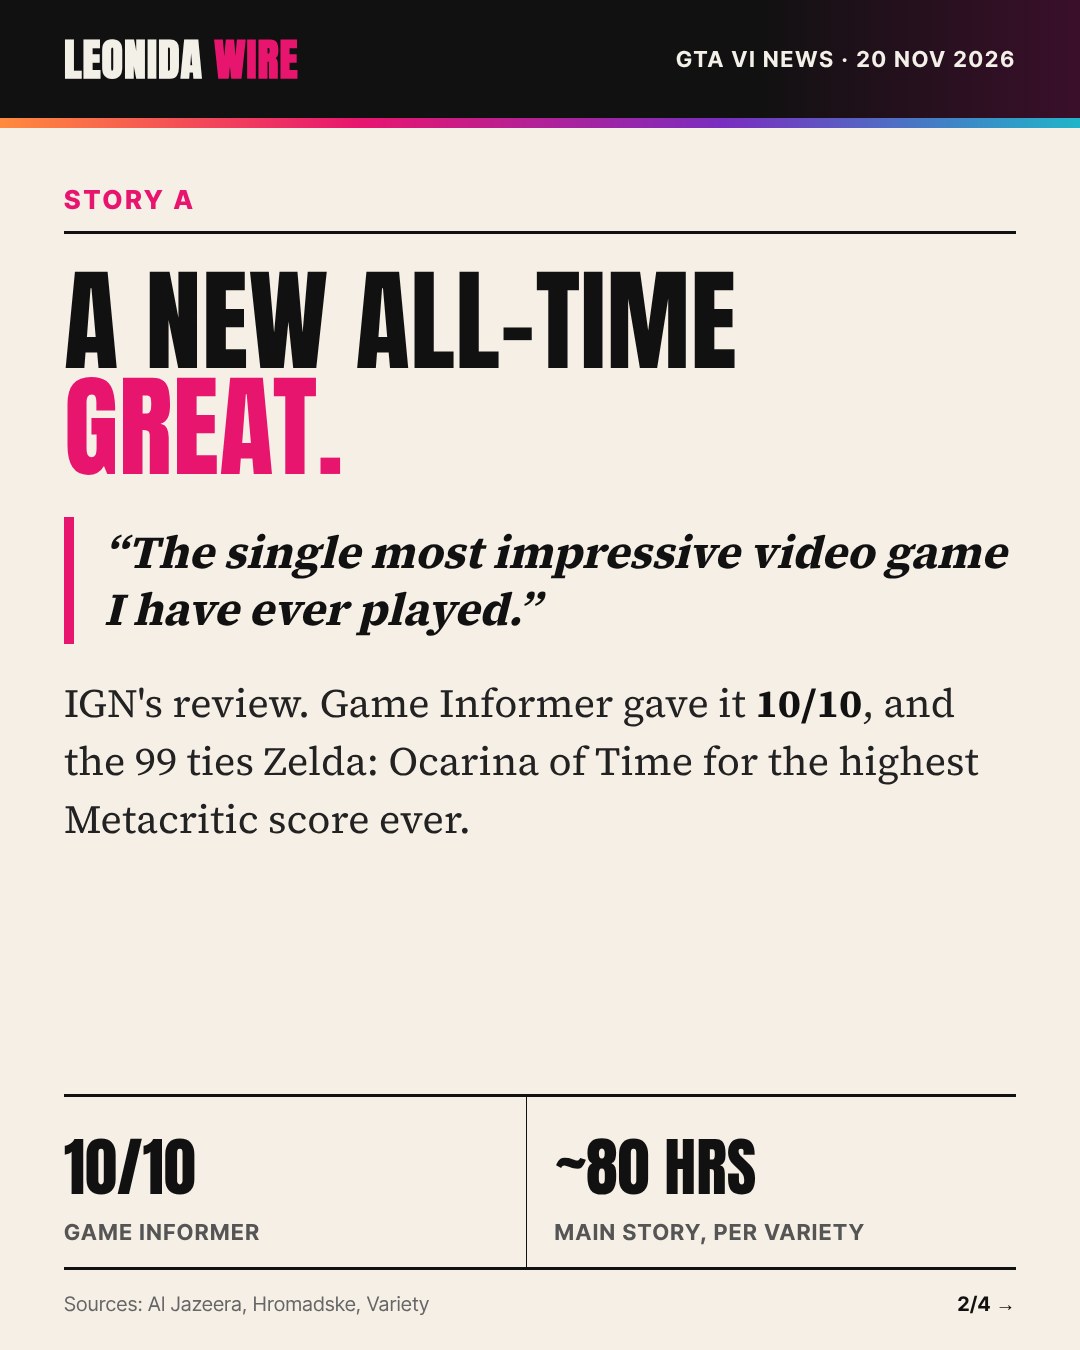 LEONIDA WIRE
GTA VI NEWS · 20 NOV 2026
STORY A
A NEW ALL-TIME
GREAT.
“The single most impressive video game
I have ever played.”
IGN's review. Game Informer gave it 10/10, and
the 99 ties Zelda: Ocarina of Time for the highest
Metacritic score ever.
10/10
GAME INFORMER
~80 HRS
MAIN STORY, PER VARIETY
Sources: Al Jazeera, Hromadske, Variety
2/4 →